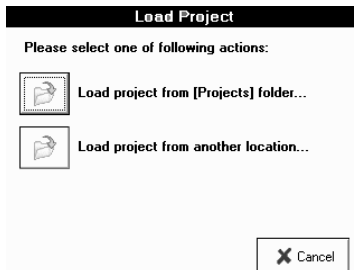 Load Project
Please select one of following actions:
Load project from [Projects] folder...
Load project from another location...
Cancel